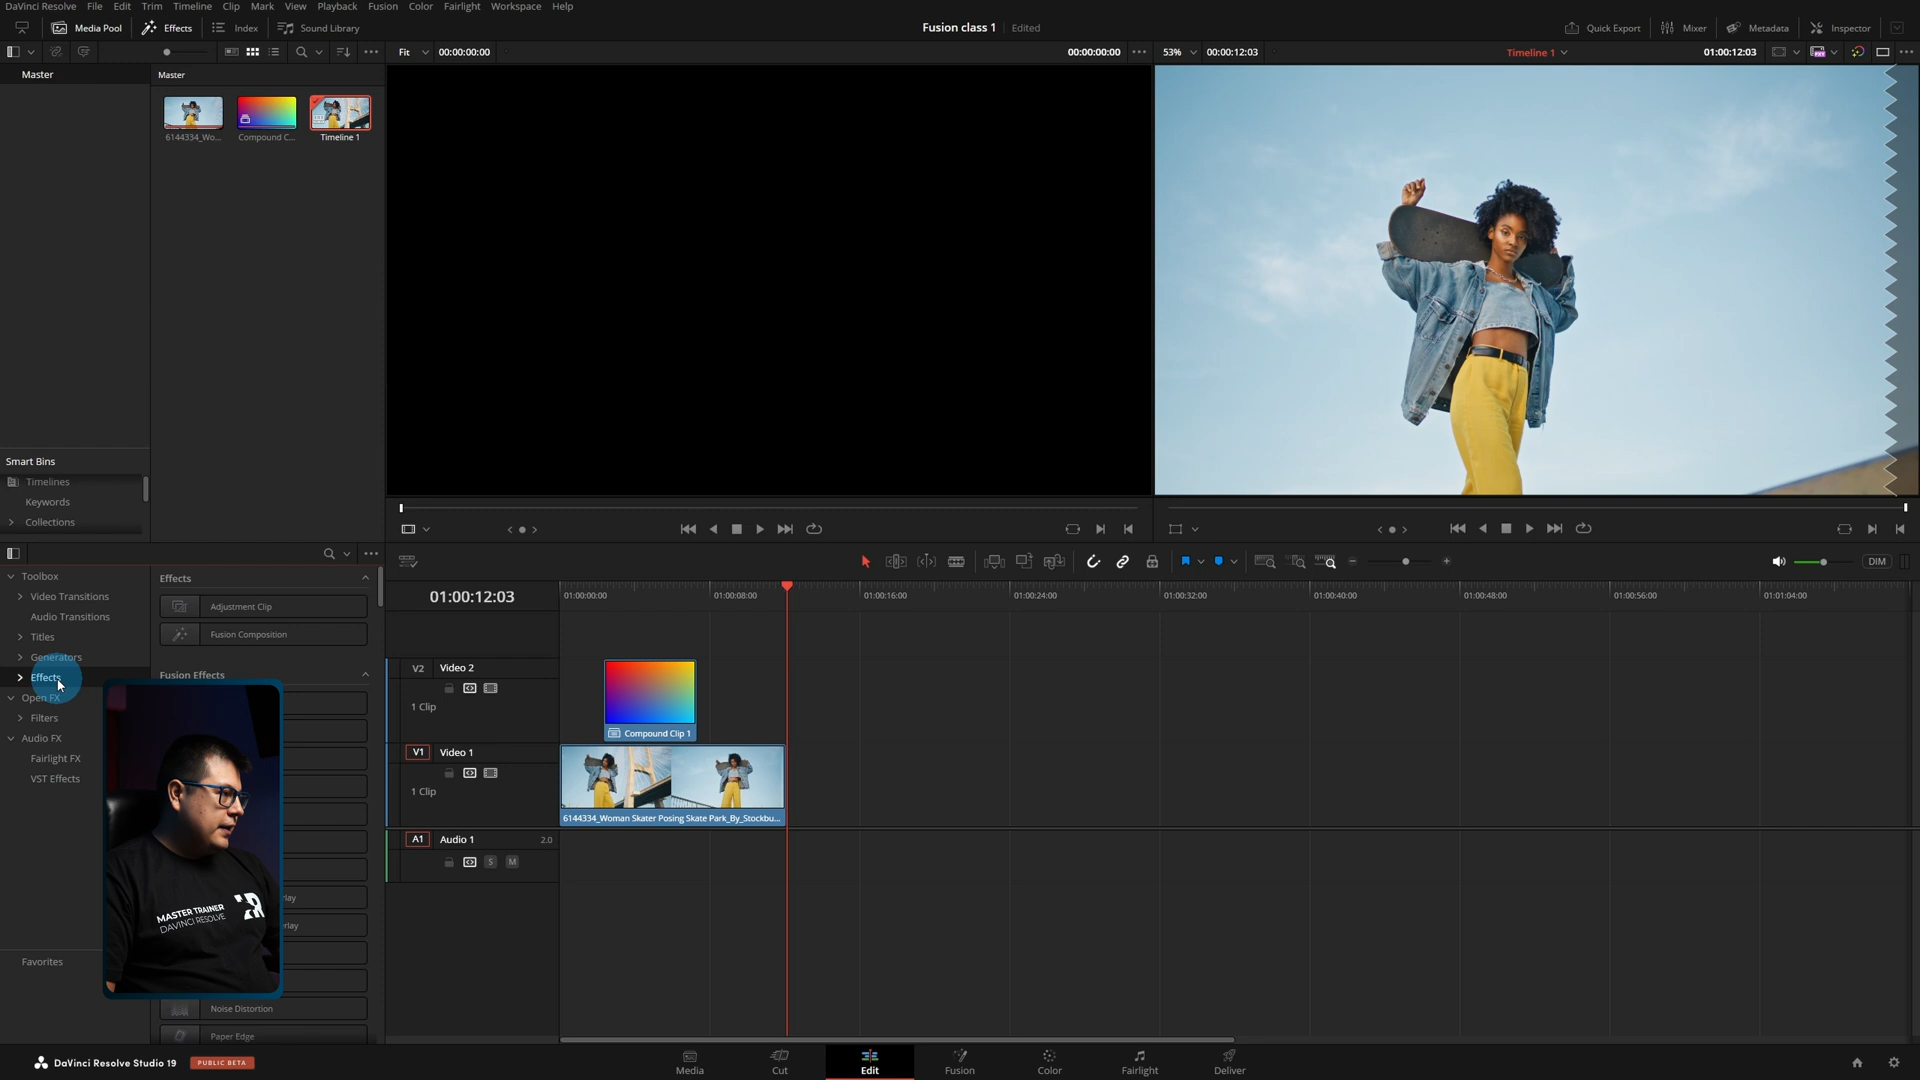 DaVinci Resolve File Edit Trim Timeline Clip Mark View Playback Fusion Color Fairlight Workspace Help
Media Pool Effects Index Sound Library Fusion class 1 Edited Quick Export Mixer Metadata Inspector
Fit 00:00:00:00 00:00:00:00 53% 00:00:12:03 Timeline 1 01:00:12:03
Master Master
6144334_Wo... Compound C... Timeline 1
Smart Bins
Timelines
Keywords
Collections
Toolbox
Video Transitions
Audio Transitions
Titles
Generators
Effects
Open FX
Filters
Audio FX
Fairlight FX
VST Effects
Favorites
Effects
Adjustment Clip
Fusion Composition
Fusion Effects
rlay
Noise Distortion
Paper Edge
MASTER TRAINER
DAVINCI RESOLVE
DIM
01:00:12:03
01:00:00:00 01:00:08:00 01:00:16:00 01:00:24:00 01:00:32:00 01:00:40:00 01:00:48:00 01:00:56:00 01:01:04:00
V2 Video 2
1 Clip
Compound Clip 1
V1 Video 1
1 Clip
6144334_Woman Skater Posing Skate Park_By_Stockbu...
A1 Audio 1 2.0
S M
DaVinci Resolve Studio 19 PUBLIC BETA
Media Cut Edit Fusion Color Fairlight Deliver